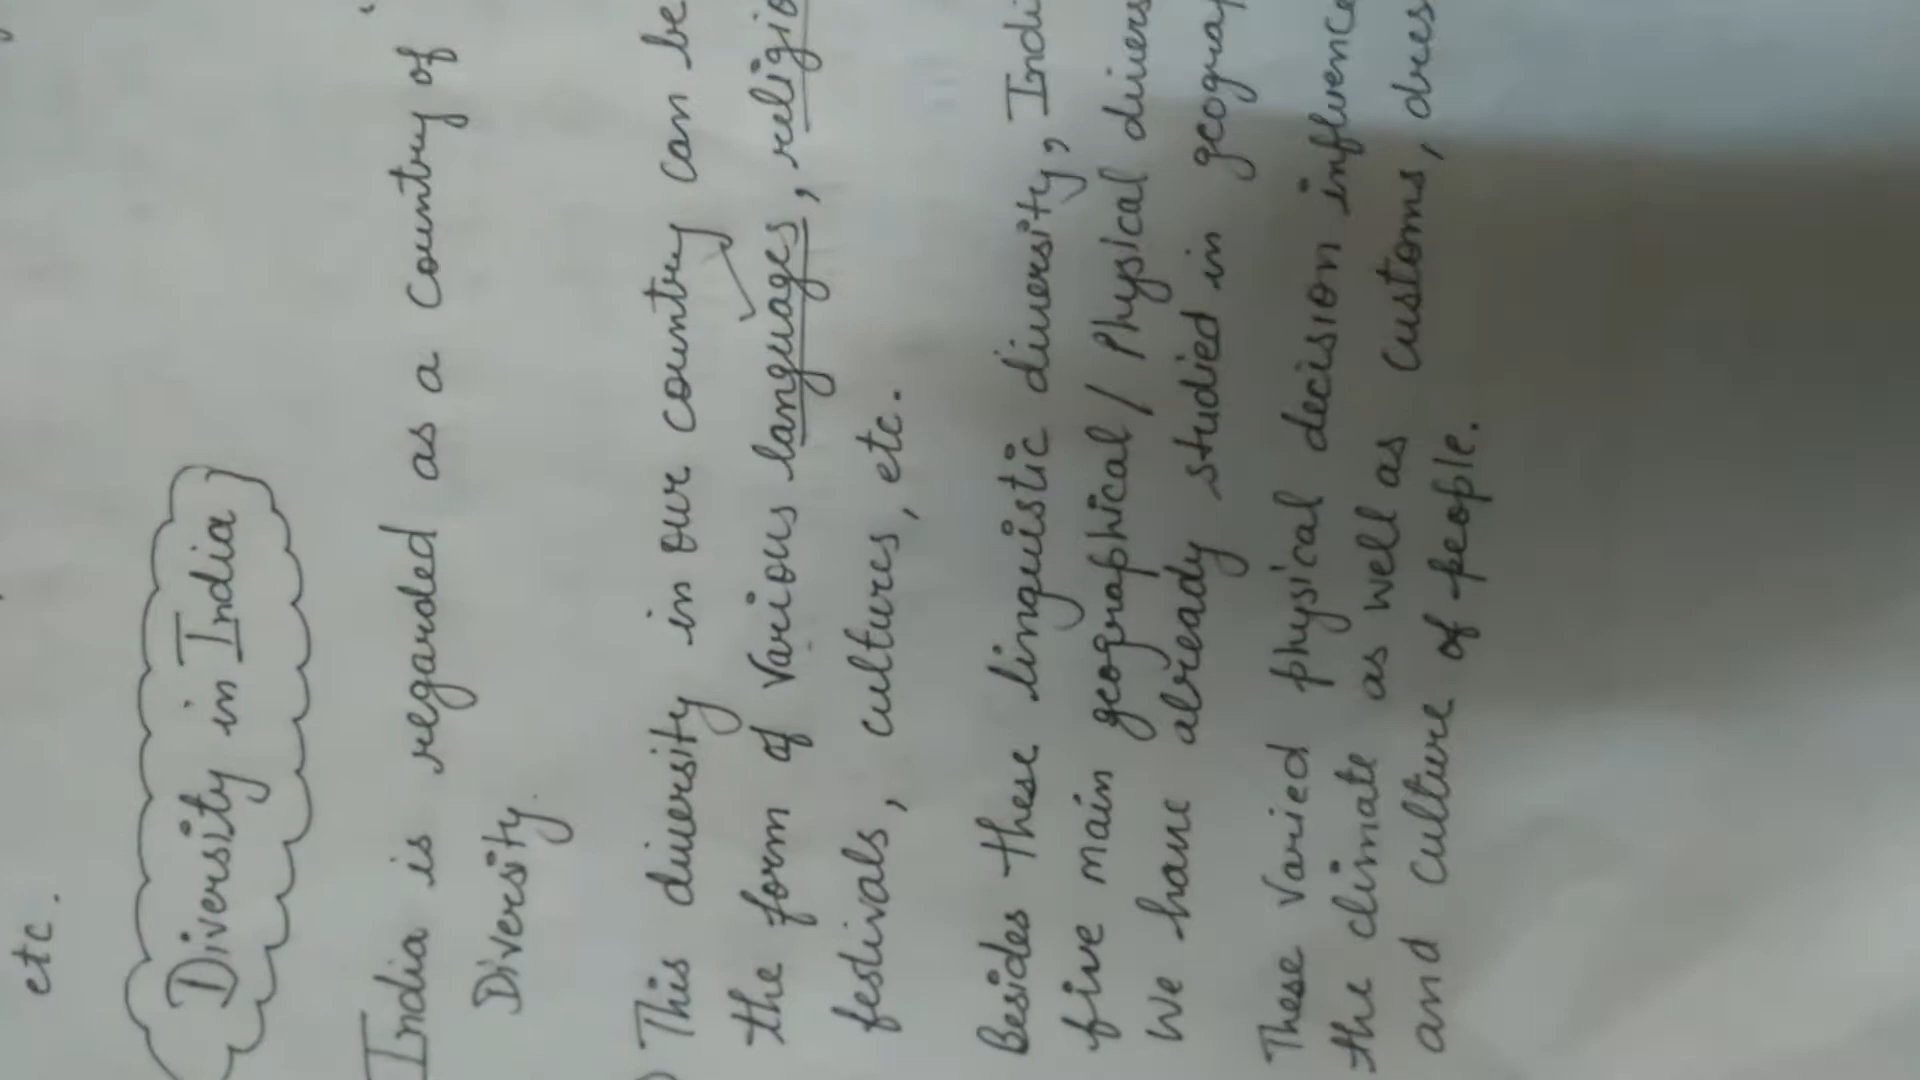 etc.
Diversity in India
India is regarded as a country of
Diversity.
This diversity in our country can be
the form of various languages, religio
festivals, cultures, etc.
Besides these linguistic diversity, Indi
five main geographical / Physical divers
We have already studied in geograp
These varied physical decision influence
the climate as well as customs, dres
and culture of people.